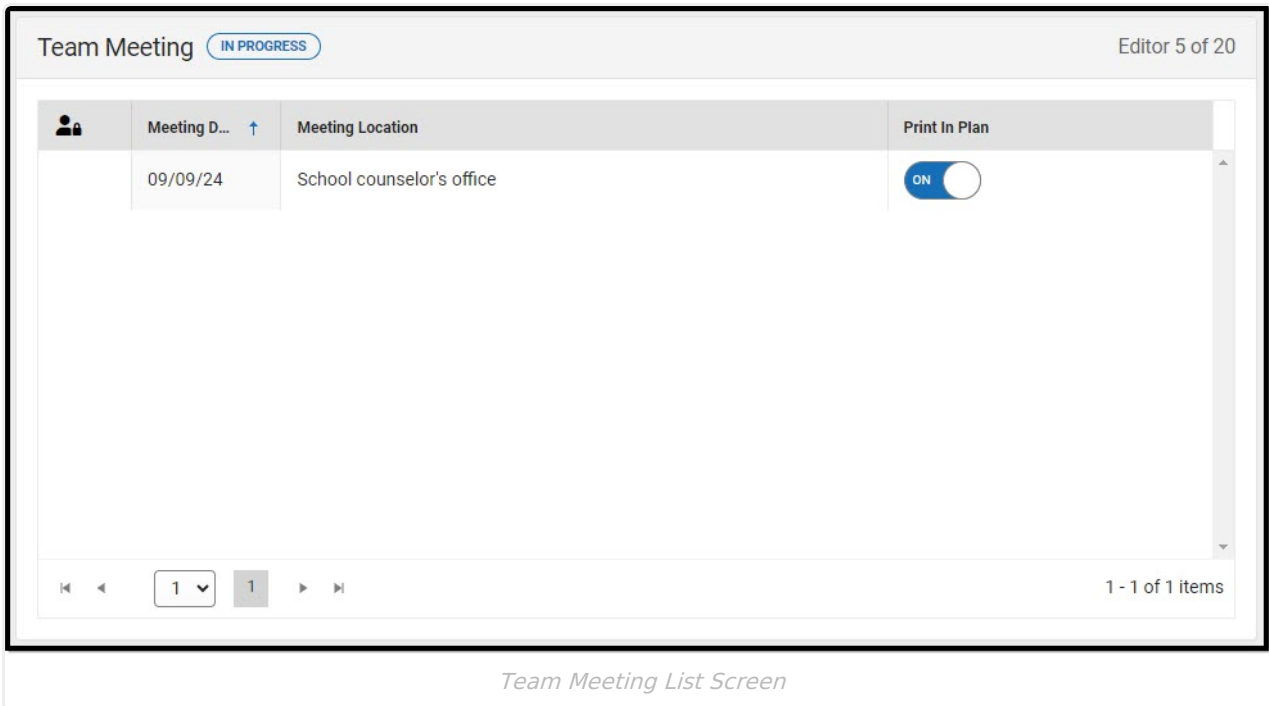 Team Meeting IN PROGRESS Editor 5 of 20
Meeting D... Meeting Location Print In Plan
09/09/24 School counselor's office ON
1 1 1 - 1 of 1 items
Team Meeting List Screen